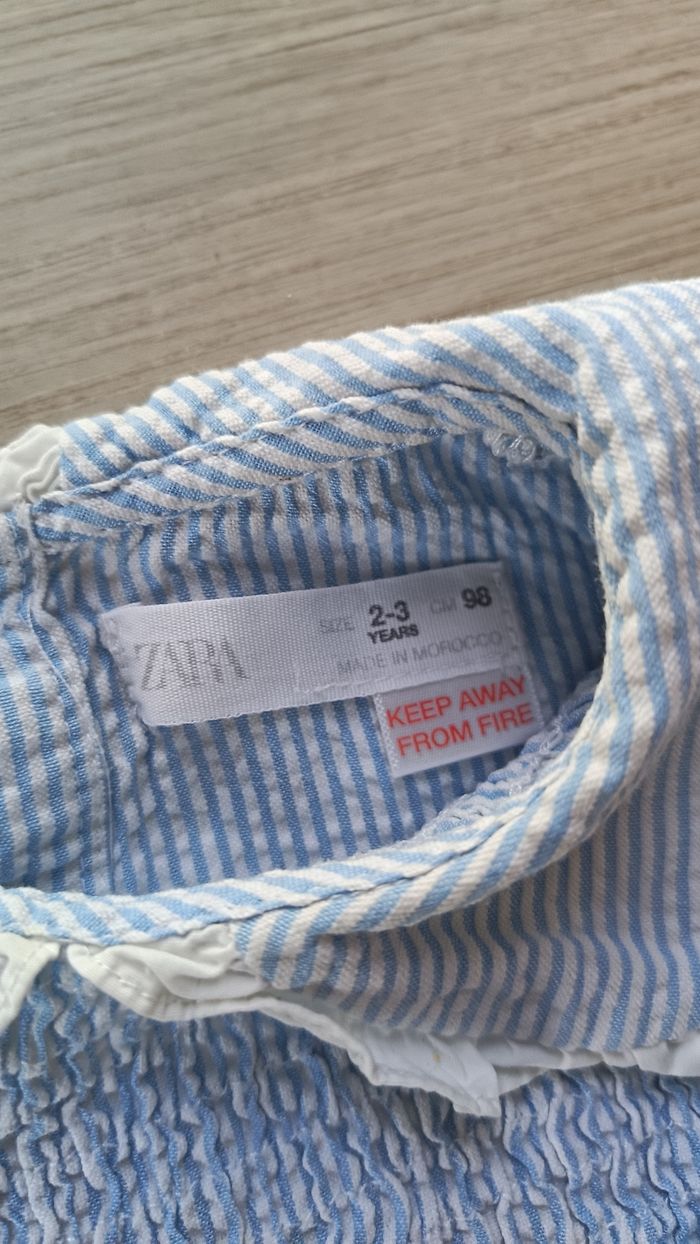 ZARA
SIZE 2-3 YEARS CM 98
MADE IN MOROCCO
KEEP AWAY
FROM FIRE